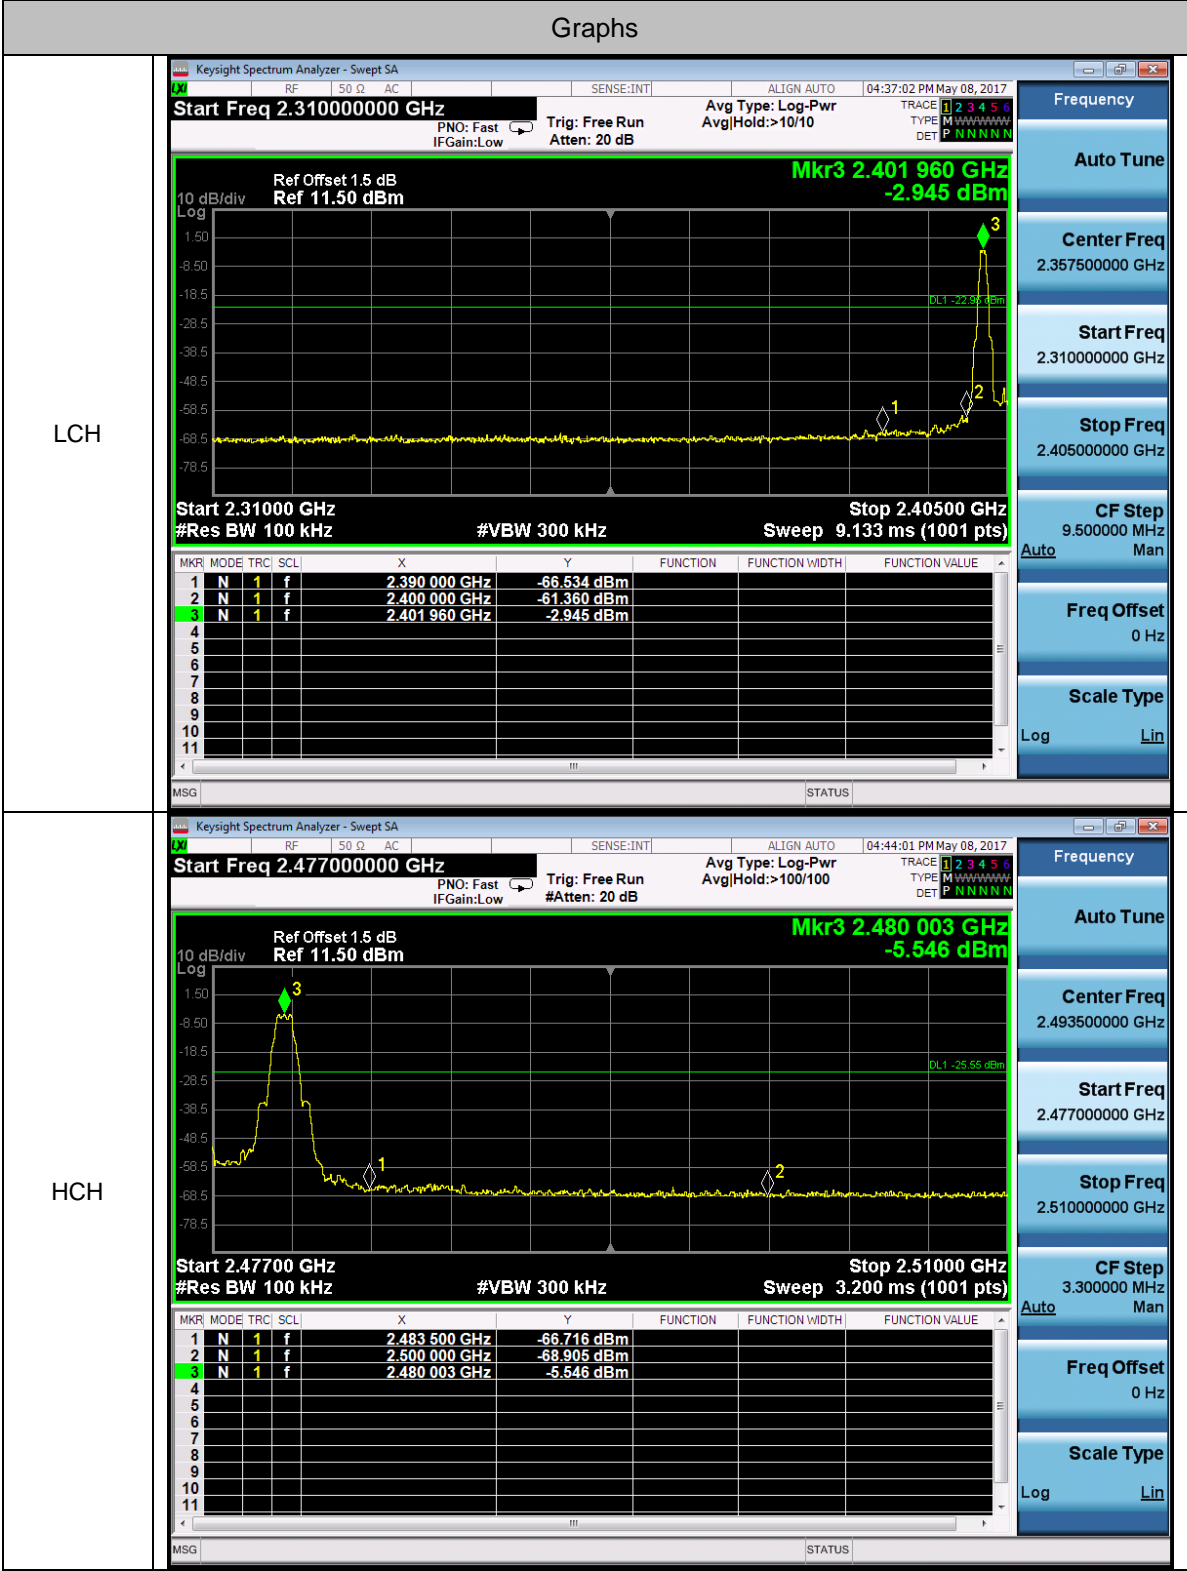 Graphs
LCH
Keysight Spectrum Analyzer - Swept SA
LXI RF 50 Ω AC SENSE:INT ALIGN AUTO 04:37:02 PM May 08, 2017
Start Freq 2.310000000 GHz
PNO: Fast
IFGain:Low
Trig: Free Run
Atten: 20 dB
Avg Type: Log-Pwr
Avg|Hold:>10/10
TRACE 1 2 3 4 5 6
TYPE M WWWWW
DET P N N N N N
Mkr3 2.401 960 GHz
-2.945 dBm
Ref Offset 1.5 dB
10 dB/div Ref 11.50 dBm
Log
1.50
-8.50
-18.5
-28.5
-38.5
-48.5
-58.5
-68.5
-78.5
DL1 -22.95 dBm
1
2
3
Start 2.31000 GHz Stop 2.40500 GHz
#Res BW 100 kHz #VBW 300 kHz Sweep 9.133 ms (1001 pts)
MKR MODE TRC SCL X Y FUNCTION FUNCTION WIDTH FUNCTION VALUE
1 N 1 f 2.390 000 GHz -66.534 dBm
2 N 1 f 2.400 000 GHz -61.360 dBm
3 N 1 f 2.401 960 GHz -2.945 dBm
4
5
6
7
8
9
10
11
MSG STATUS
Frequency
Auto Tune
Center Freq
2.357500000 GHz
Start Freq
2.310000000 GHz
Stop Freq
2.405000000 GHz
CF Step
9.500000 MHz
Auto Man
Freq Offset
0 Hz
Scale Type
Log Lin
HCH
Keysight Spectrum Analyzer - Swept SA
LXI RF 50 Ω AC SENSE:INT ALIGN AUTO 04:44:01 PM May 08, 2017
Start Freq 2.477000000 GHz
PNO: Fast
IFGain:Low
Trig: Free Run
#Atten: 20 dB
Avg Type: Log-Pwr
Avg|Hold:>100/100
TRACE 1 2 3 4 5 6
TYPE M WWWWW
DET P N N N N N
Mkr3 2.480 003 GHz
-5.546 dBm
Ref Offset 1.5 dB
10 dB/div Ref 11.50 dBm
Log
1.50
-8.50
-18.5
-28.5
-38.5
-48.5
-58.5
-68.5
-78.5
DL1 -25.55 dBm
3
1
2
Start 2.47700 GHz Stop 2.51000 GHz
#Res BW 100 kHz #VBW 300 kHz Sweep 3.200 ms (1001 pts)
MKR MODE TRC SCL X Y FUNCTION FUNCTION WIDTH FUNCTION VALUE
1 N 1 f 2.483 500 GHz -66.716 dBm
2 N 1 f 2.500 000 GHz -68.905 dBm
3 N 1 f 2.480 003 GHz -5.546 dBm
4
5
6
7
8
9
10
11
MSG STATUS
Frequency
Auto Tune
Center Freq
2.493500000 GHz
Start Freq
2.477000000 GHz
Stop Freq
2.510000000 GHz
CF Step
3.300000 MHz
Auto Man
Freq Offset
0 Hz
Scale Type
Log Lin